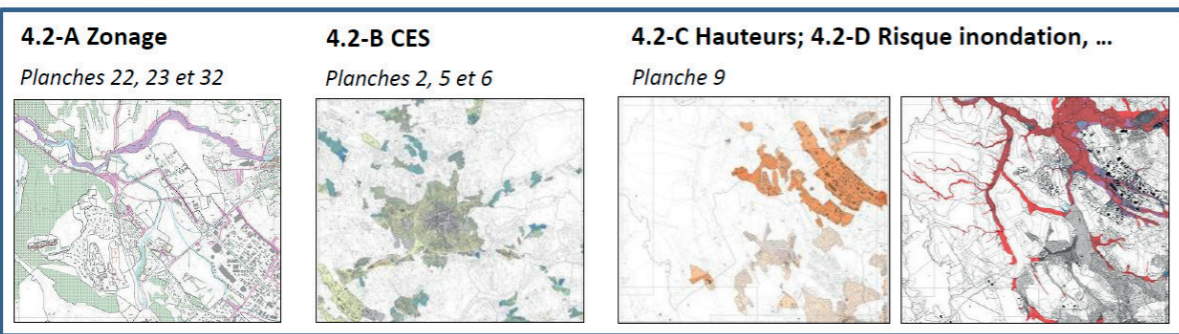 4.2-A Zonage
Planches 22, 23 et 32
4.2-B CES
Planches 2, 5 et 6
4.2-C Hauteurs; 4.2-D Risque inondation, ...
Planche 9